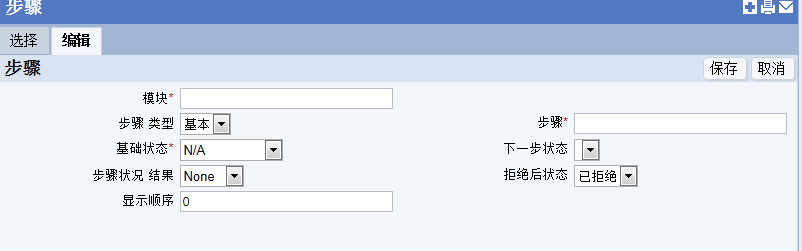 步骤
选择 编辑
步骤 保存 取消
模块*
步骤 类型 基本 步骤*
基础状态* N/A 下一步状态
步骤状况 结果 None 拒绝后状态 已拒绝
显示顺序 0